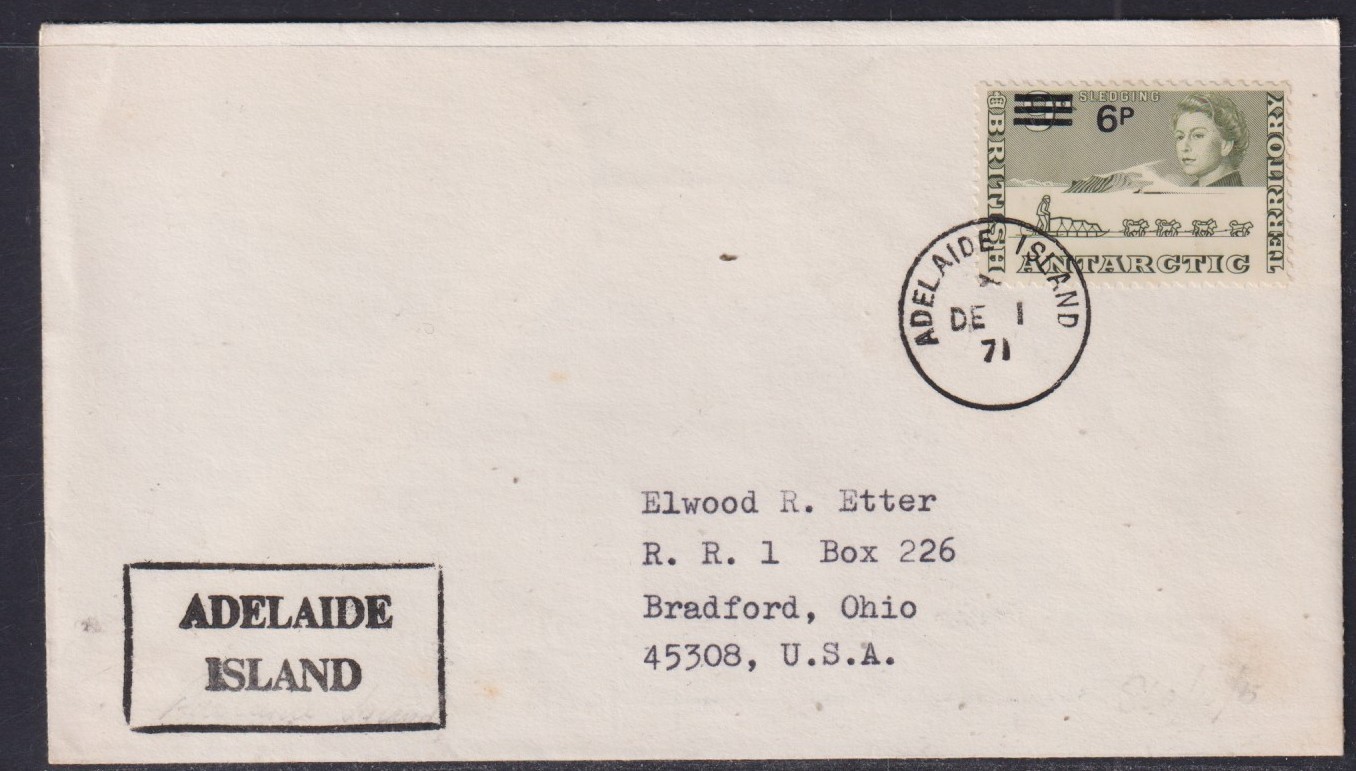 SLEDGING
6P
BRITISH
ANTARCTIC
TERRITORY
ADELAIDE ISLAND
DE 1
71
Elwood R. Etter
R. R. 1 Box 226
Bradford, Ohio
45308, U.S.A.
ADELAIDE
ISLAND